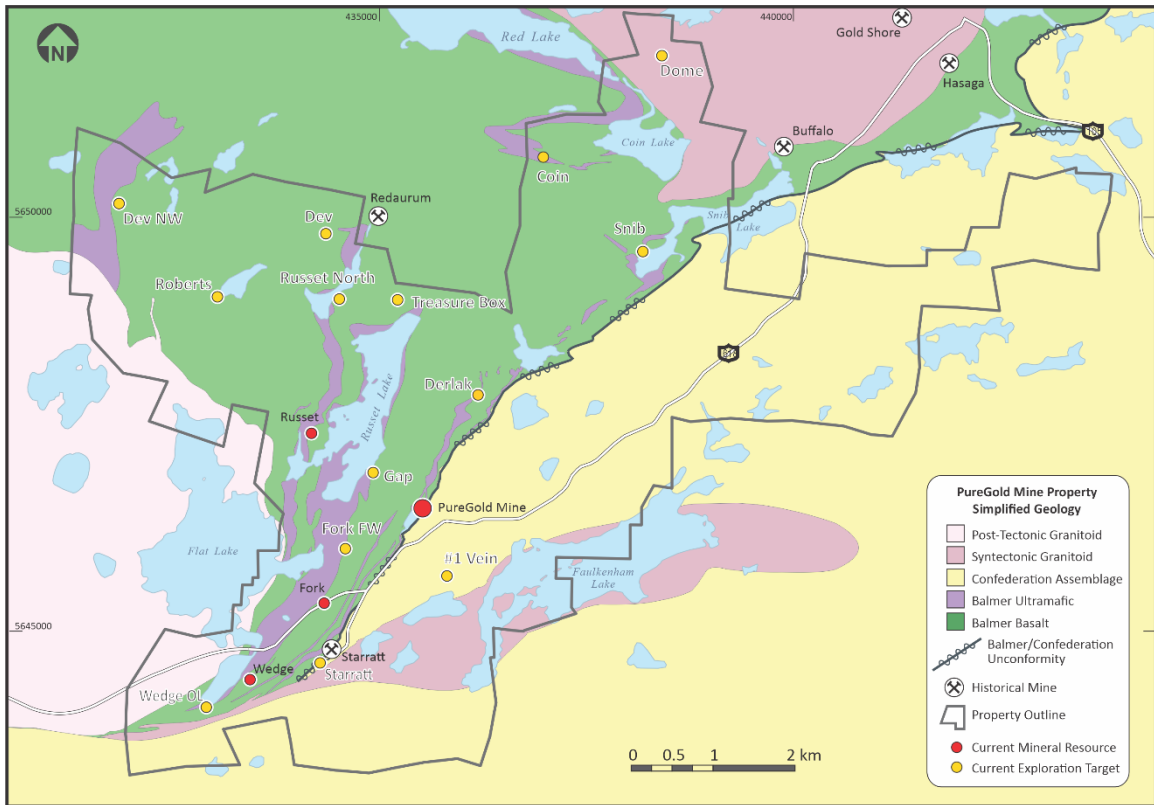 435000
440000
N
Red Lake
Gold Shore
Dome
Hasaga
Buffalo
Coin Lake
Coin
Redaurum
5650000
Dev NW
Dev
Snib
Snib
Lake
Roberts
Russet North
Treasure Box
Derlak
Russet
Russet Lake
Gap
PureGold Mine
Flat Lake
Fork FW
#1 Vein
Faulkenham
Lake
Fork
5645000
Starratt
Starratt
Wedge
Wedge OL
0 0.5 1 2 km
PureGold Mine Property
Simplified Geology
Post-Tectonic Granitoid
Syntectonic Granitoid
Confederation Assemblage
Balmer Ultramafic
Balmer Basalt
Balmer/Confederation
Unconformity
Historical Mine
Property Outline
Current Mineral Resource
Current Exploration Target